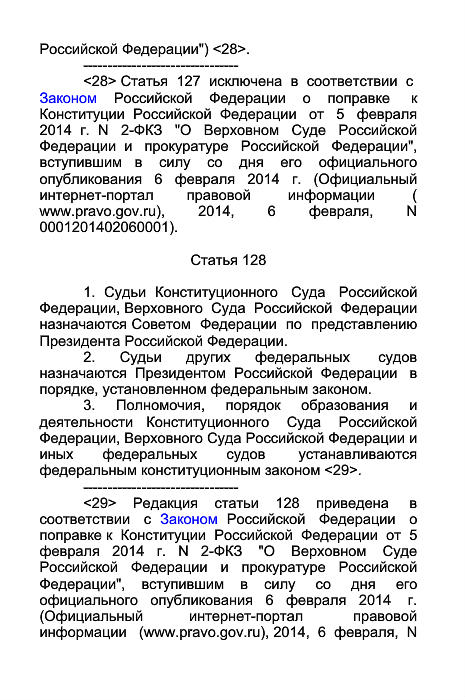 Российской Федерации") <28>.
--------------------------------
<28> Статья 127 исключена в соответствии с
Законом Российской Федерации о поправке к
Конституции Российской Федерации от 5 февраля
2014 г. N 2-ФКЗ "О Верховном Суде Российской
Федерации и прокуратуре Российской Федерации",
вступившим в силу со дня его официального
опубликования 6 февраля 2014 г. (Официальный
интернет-портал правовой информации (
www.pravo.gov.ru), 2014, 6 февраля, N
0001201402060001).
Статья 128
1. Судьи Конституционного Суда Российской
Федерации, Верховного Суда Российской Федерации
назначаются Советом Федерации по представлению
Президента Российской Федерации.
2. Судьи других федеральных судов
назначаются Президентом Российской Федерации в
порядке, установленном федеральным законом.
3. Полномочия, порядок образования и
деятельности Конституционного Суда Российской
Федерации, Верховного Суда Российской Федерации и
иных федеральных судов устанавливаются
федеральным конституционным законом <29>.
--------------------------------
<29> Редакция статьи 128 приведена в
соответствии с Законом Российской Федерации о
поправке к Конституции Российской Федерации от 5
февраля 2014 г. N 2-ФКЗ "О Верховном Суде
Российской Федерации и прокуратуре Российской
Федерации", вступившим в силу со дня его
официального опубликования 6 февраля 2014 г.
(Официальный интернет-портал правовой
информации (www.pravo.gov.ru), 2014, 6 февраля, N